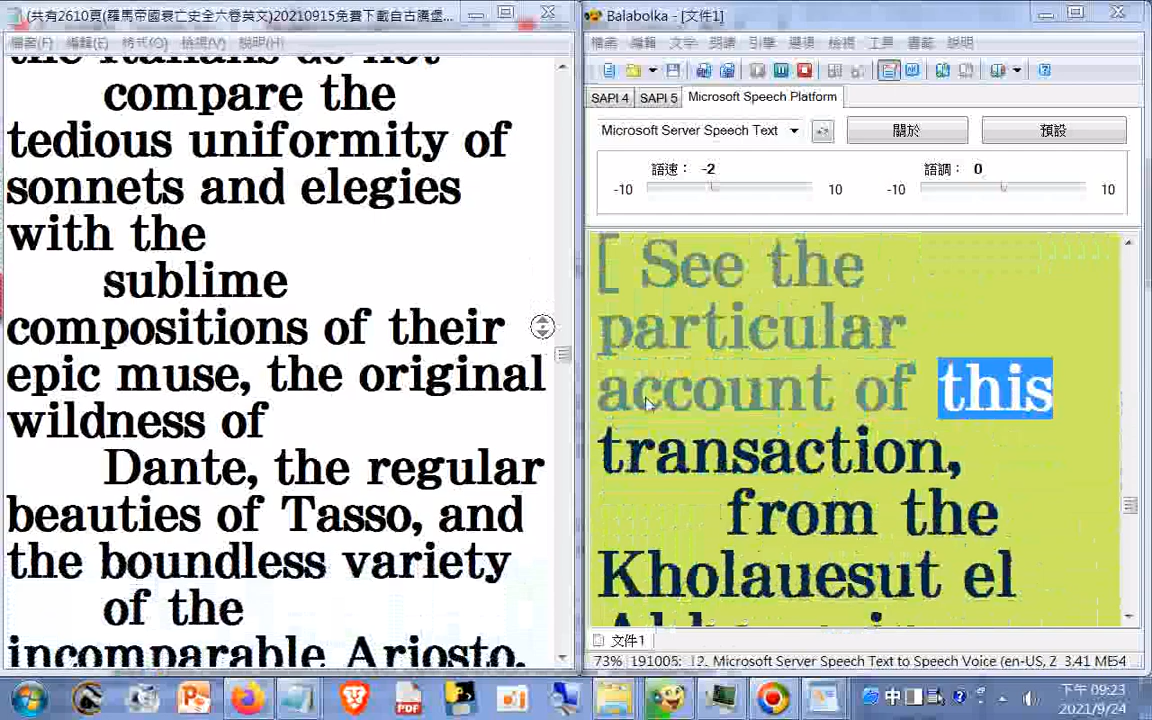 (共有2610頁(羅馬帝國衰亡史全六卷英文)20210915免費下載自古騰堡...
檔案(F) 編輯(E) 格式(O) 檢視(V) 說明(H)
the Italians do not
compare the
tedious uniformity of
sonnets and elegies
with the
sublime
compositions of their
epic muse, the original
wildness of
Dante, the regular
beauties of Tasso, and
the boundless variety
of the
incomparable Ariosto.
Balabolka - [文件1]
檔案 編輯 文字 朗讀 引擎 選項 檢視 工具 書籤 說明
SAPI 4 SAPI 5 Microsoft Speech Platform
Microsoft Server Speech Text 關於 預設
語速： -2 語調： 0
-10 10 -10 10
[ See the
particular
account of this
transaction,
from the
Kholauesut el
文件1
73% 191005: 12. Microsoft Server Speech Text to Speech Voice (en-US, Z 3.41 ME54
PDF
中
下午 09:23
2021/9/24